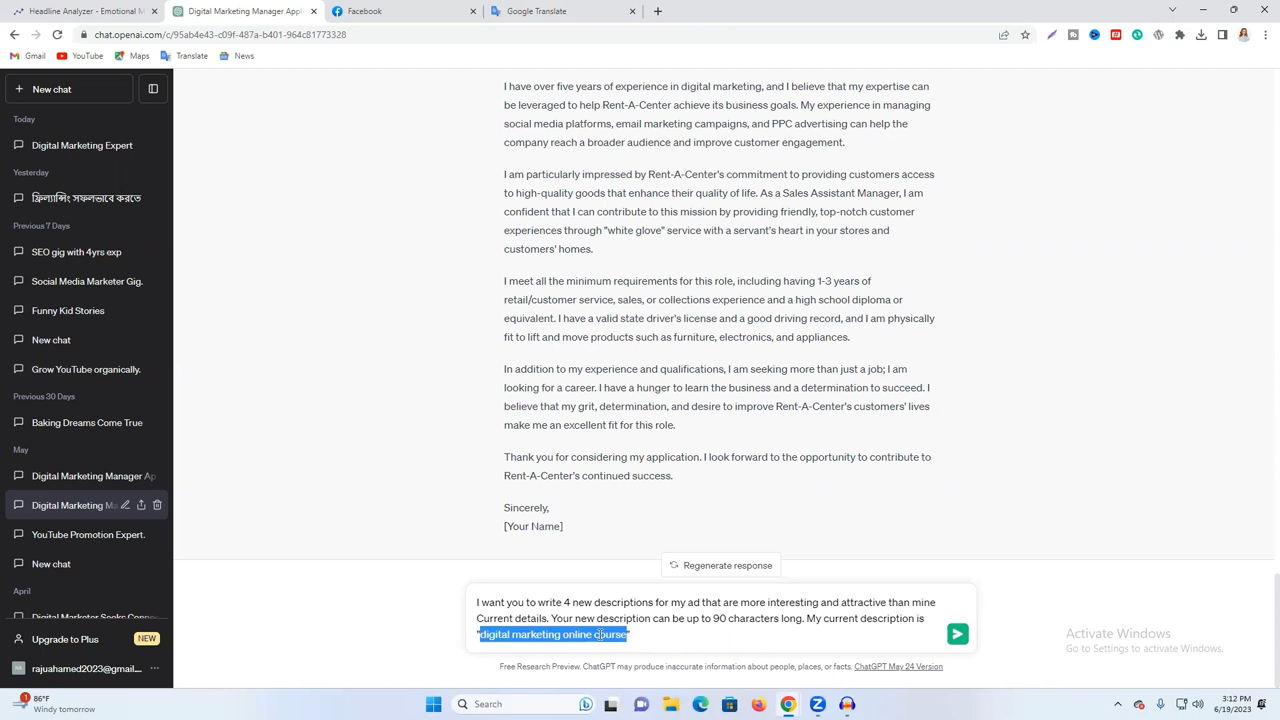 Headline Analyzer - Emotional M
Digital Marketing Manager Appl
Facebook
Google Translate
chat.openai.com/c/95ab4e43-c09f-487a-b401-964c81773328
Gmail
YouTube
Maps
Translate
News
New chat
Today
Digital Marketing Expert
Yesterday
ফ্রিল্যান্সিং সফলভাবে করতে
Previous 7 Days
SEO gig with 4yrs exp
Social Media Marketer Gig.
Funny Kid Stories
New chat
Grow YouTube organically.
Previous 30 Days
Baking Dreams Come True
May
Digital Marketing Manager Ap
Digital Marketing Ma
YouTube Promotion Expert.
New chat
April
Upgrade to Plus
NEW
NA
rajuahamed2023@gmail....
I have over five years of experience in digital marketing, and I believe that my expertise can
be leveraged to help Rent-A-Center achieve its business goals. My experience in managing
social media platforms, email marketing campaigns, and PPC advertising can help the
company reach a broader audience and improve customer engagement.
I am particularly impressed by Rent-A-Center's commitment to providing customers access
to high-quality goods that enhance their quality of life. As a Sales Assistant Manager, I am
confident that I can contribute to this mission by providing friendly, top-notch customer
experiences through "white glove" service with a servant's heart in your stores and
customers' homes.
I meet all the minimum requirements for this role, including having 1-3 years of
retail/customer service, sales, or collections experience and a high school diploma or
equivalent. I have a valid state driver's license and a good driving record, and I am physically
fit to lift and move products such as furniture, electronics, and appliances.
In addition to my experience and qualifications, I am seeking more than just a job; I am
looking for a career. I have a hunger to learn the business and a determination to succeed. I
believe that my grit, determination, and desire to improve Rent-A-Center's customers' lives
make me an excellent fit for this role.
Thank you for considering my application. I look forward to the opportunity to contribute to
Rent-A-Center's continued success.
Sincerely,
[Your Name]
Regenerate response
I want you to write 4 new descriptions for my ad that are more interesting and attractive than mine
Current details. Your new description can be up to 90 characters long. My current description is
"digital marketing online course"
Free Research Preview. ChatGPT may produce inaccurate information about people, places, or facts. ChatGPT May 24 Version
Activate Windows
Go to Settings to activate Windows.
1
86°F
Windy tomorrow
Search
3:12 PM
6/19/2023